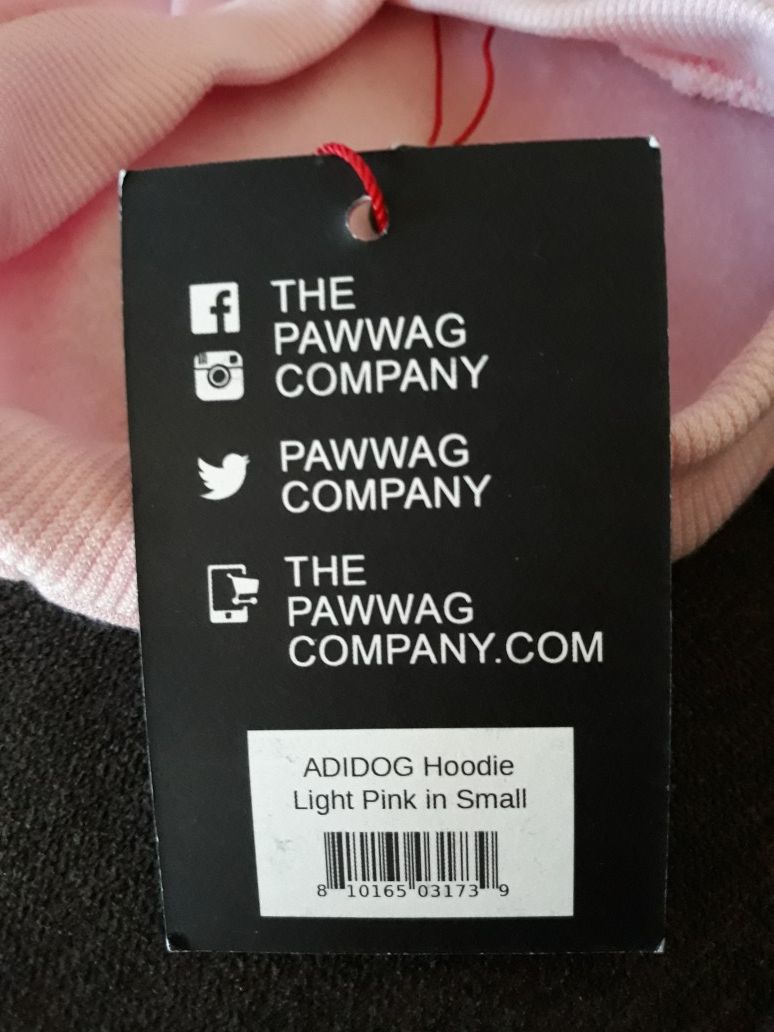 THE
PAWWAG
COMPANY
PAWWAG
COMPANY
THE
PAWWAG
COMPANY.COM
ADIDOG Hoodie
Light Pink in Small
8 10165 03173 9